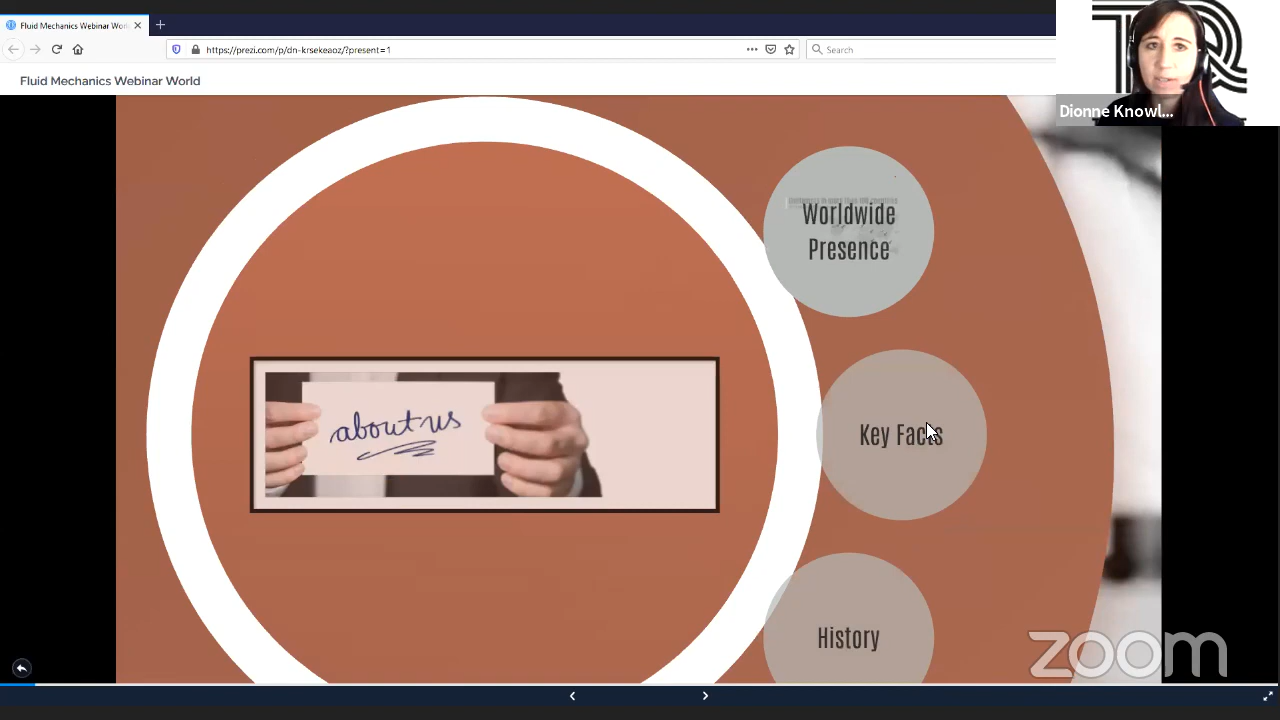 Fluid Mechanics Webinar Worl
https://prezi.com/p/dn-krsekeaoz/?present=1
Search
Fluid Mechanics Webinar World
Dionne Knowl...
Worldwide
Presence
about us
Key Facts
History
zoom